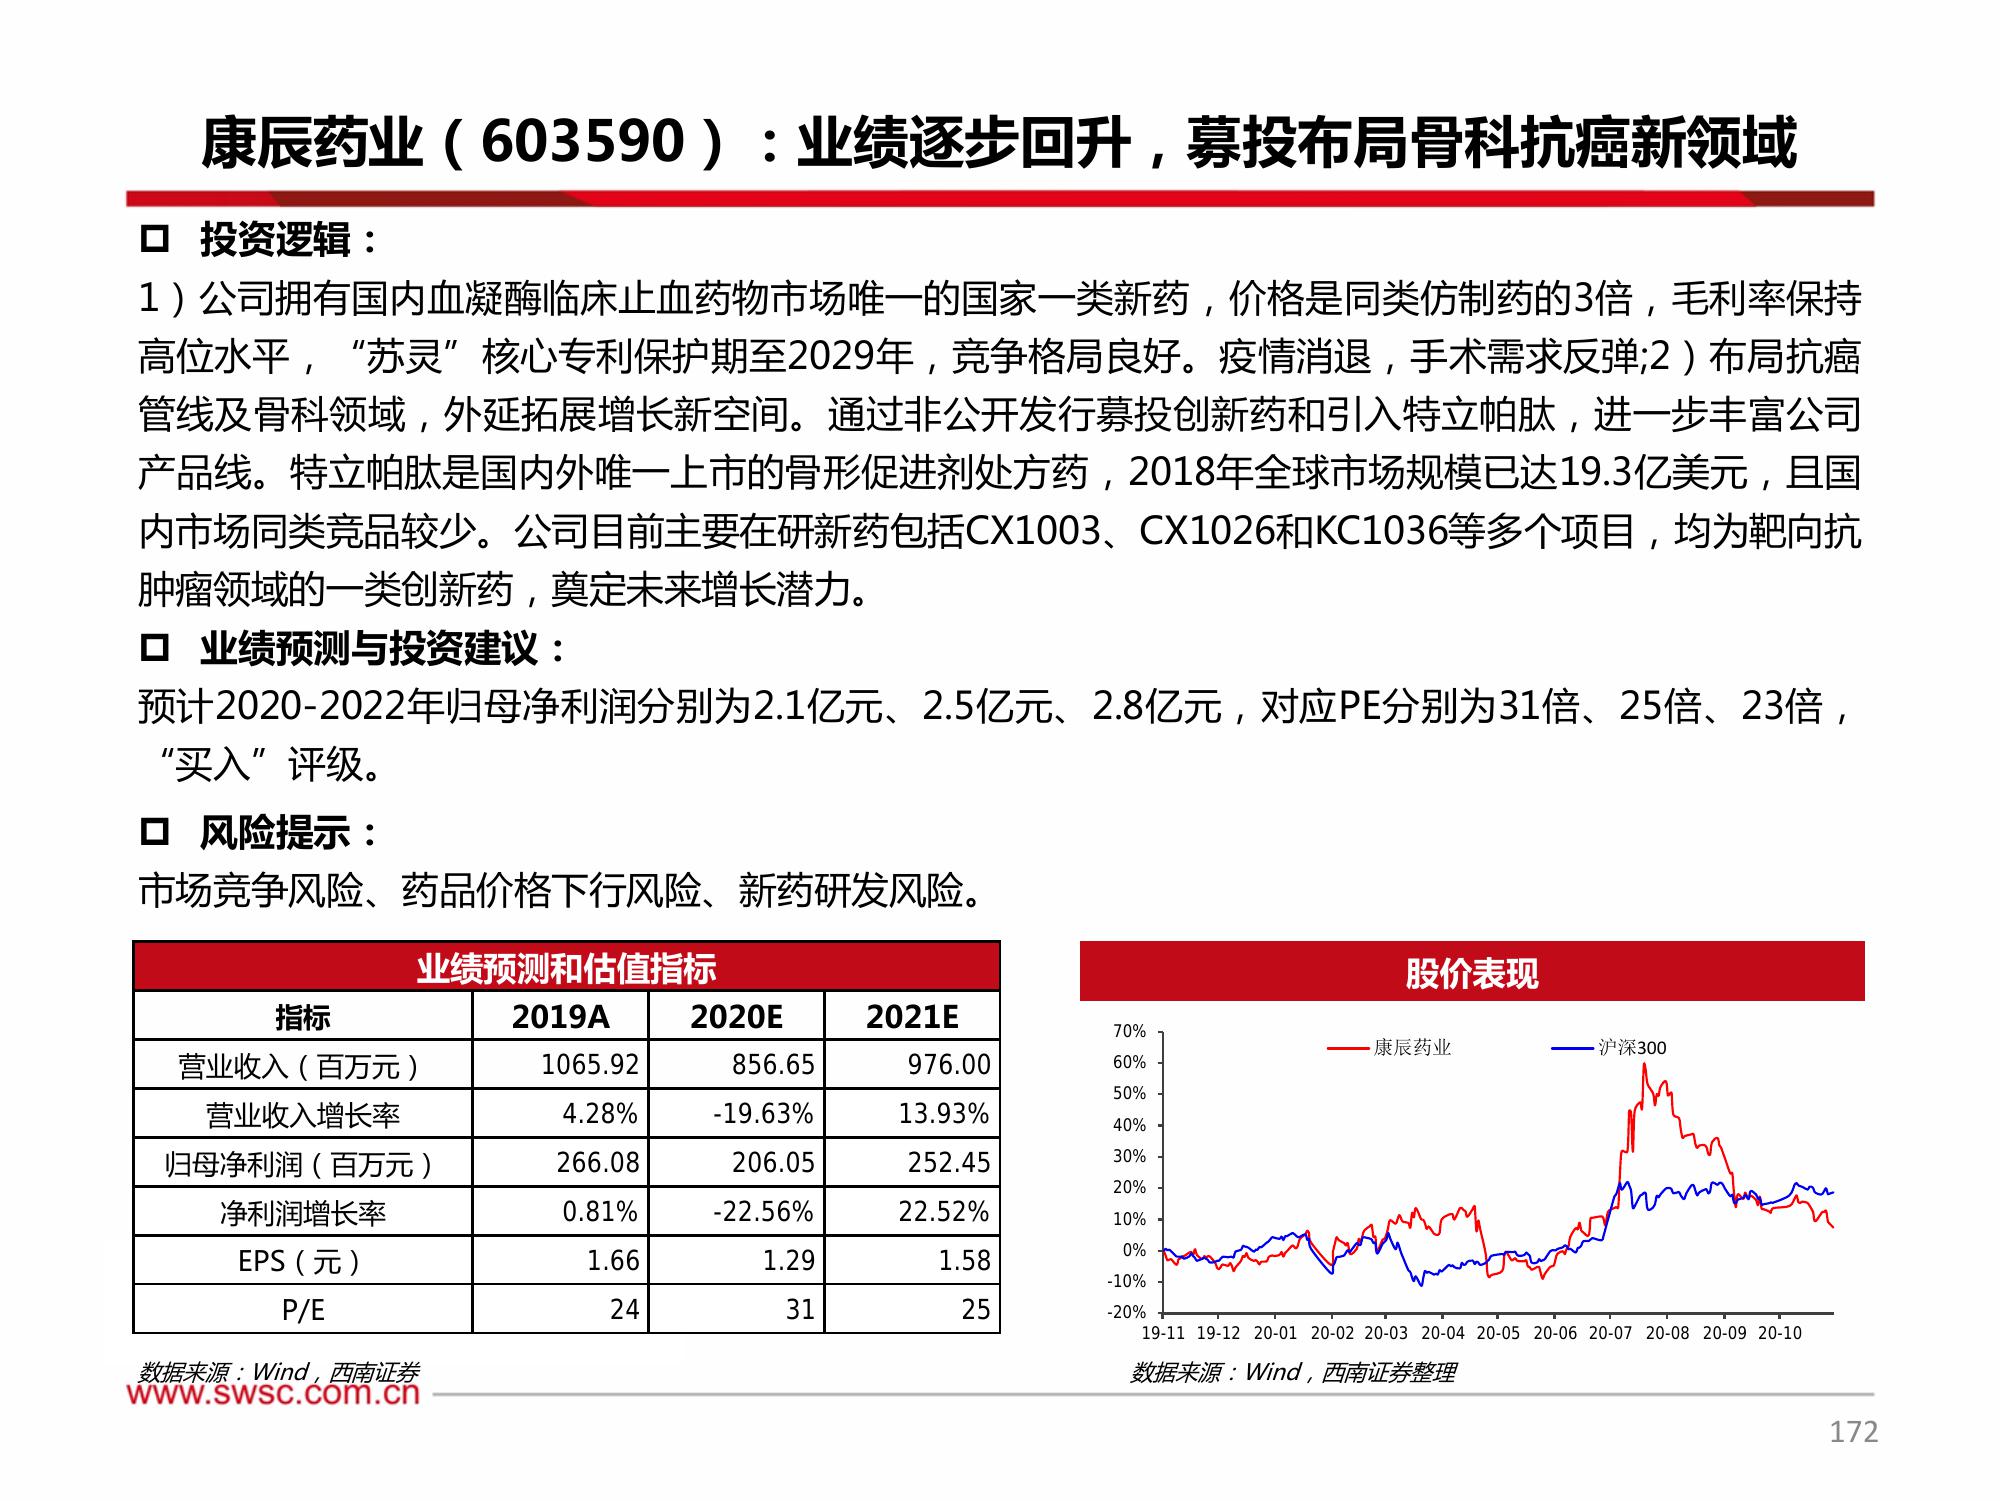 康辰药业（603590）：业绩逐步回升，募投布局骨科抗癌新领域
投资逻辑：
1）公司拥有国内血凝酶临床止血药物市场唯一的国家一类新药，价格是同类仿制药的3倍，毛利率保持
高位水平，“苏灵”核心专利保护期至2029年，竞争格局良好。疫情消退，手术需求反弹;2）布局抗癌
管线及骨科领域，外延拓展增长新空间。通过非公开发行募投创新药和引入特立帕肽，进一步丰富公司
产品线。特立帕肽是国内外唯一上市的骨形促进剂处方药，2018年全球市场规模已达19.3亿美元，且国
内市场同类竞品较少。公司目前主要在研新药包括CX1003、CX1026和KC1036等多个项目，均为靶向抗
肿瘤领域的一类创新药，奠定未来增长潜力。
业绩预测与投资建议：
预计2020-2022年归母净利润分别为2.1亿元、2.5亿元、2.8亿元，对应PE分别为31倍、25倍、23倍，
“买入”评级。
风险提示：
市场竞争风险、药品价格下行风险、新药研发风险。
业绩预测和估值指标
指标 2019A 2020E 2021E
营业收入（百万元） 1065.92 856.65 976.00
营业收入增长率 4.28% -19.63% 13.93%
归母净利润（百万元） 266.08 206.05 252.45
净利润增长率 0.81% -22.56% 22.52%
EPS（元） 1.66 1.29 1.58
P/E 24 31 25
数据来源：Wind，西南证券
股价表现
康辰药业 沪深300
70%
60%
50%
40%
30%
20%
10%
0%
-10%
-20%
19-11 19-12 20-01 20-02 20-03 20-04 20-05 20-06 20-07 20-08 20-09 20-10
数据来源：Wind，西南证券整理
www.swsc.com.cn
172